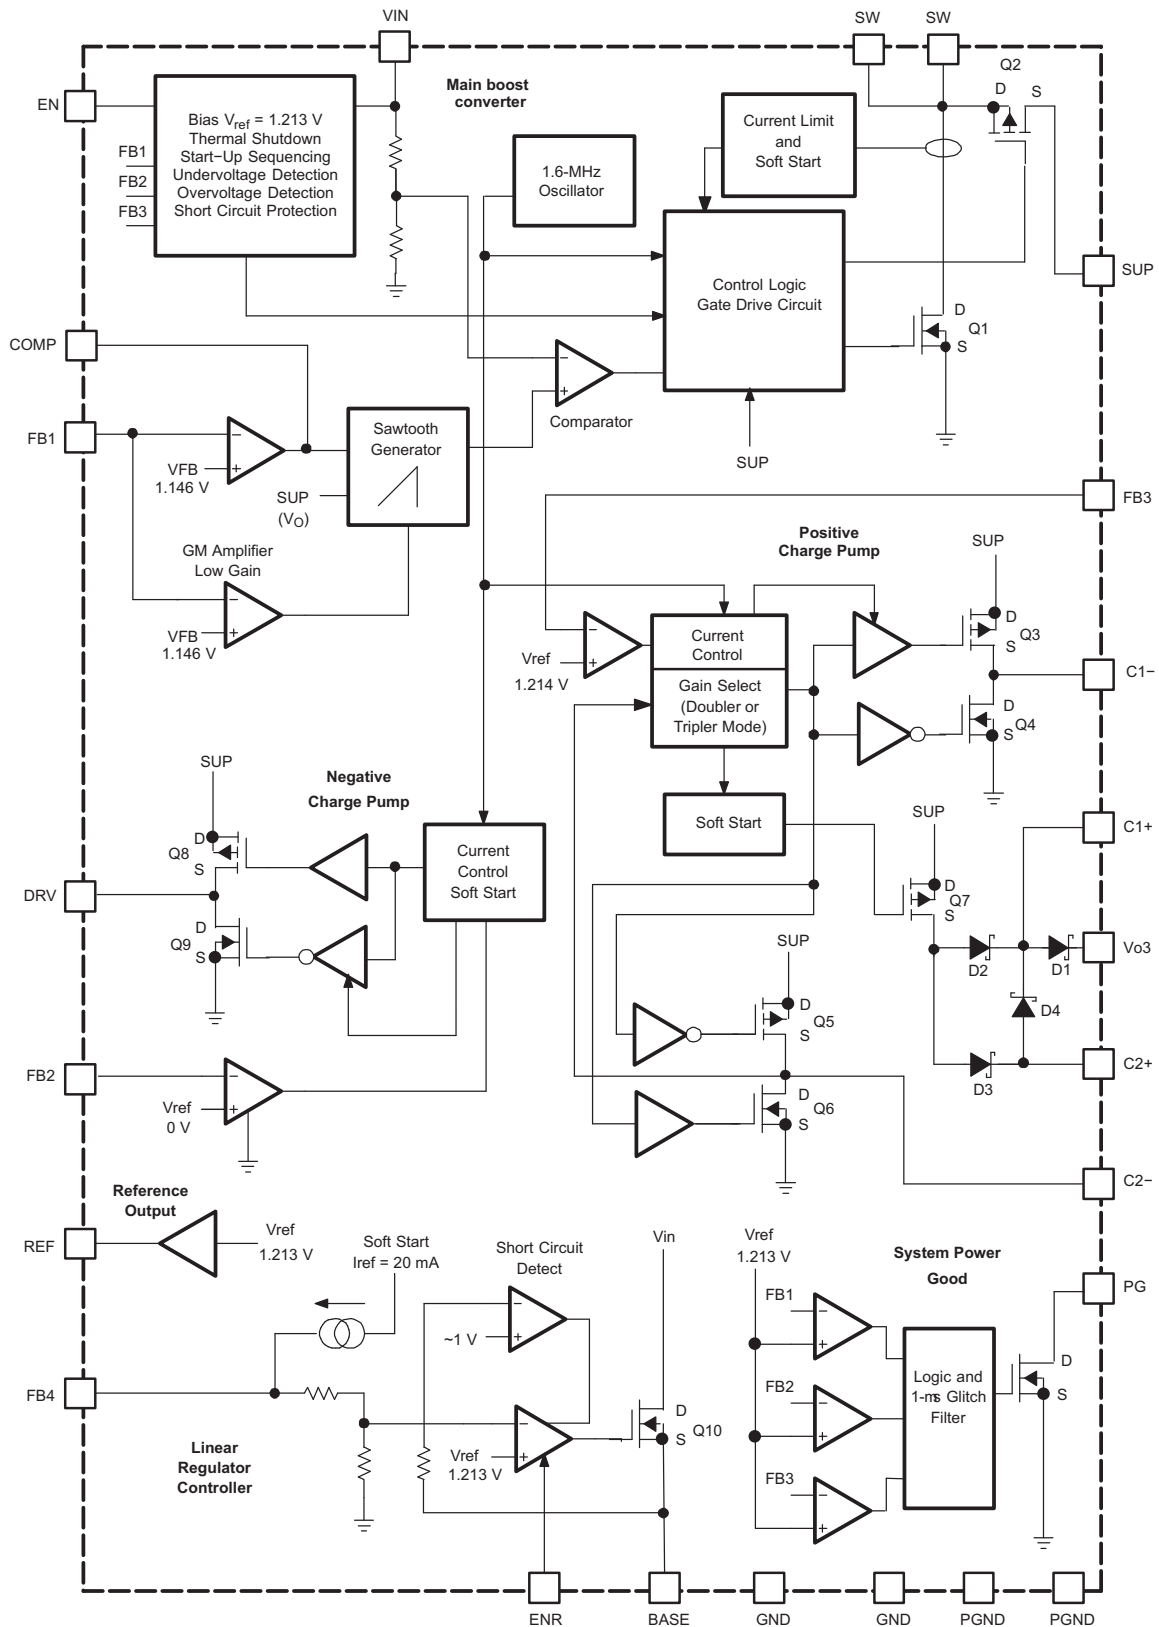 VIN
SW
SW
Q2
D
S
EN
Main boost
converter
Bias Vref = 1.213 V
Thermal Shutdown
Start−Up Sequencing
Undervoltage Detection
Overvoltage Detection
Short Circuit Protection
FB1
FB2
FB3
1.6-MHz
Oscillator
Current Limit
and
Soft Start
SUP
Control Logic
Gate Drive Circuit
D
Q1
S
COMP
Comparator
−
+
SUP
FB1
−
+
VFB
1.146 V
Sawtooth
Generator
SUP
(VO)
FB3
GM Amplifier
Low Gain
−
+
VFB
1.146 V
Positive
Charge Pump
SUP
D
Q3
S
−
+
Vref
1.214 V
Current
Control
Gain Select
(Doubler or
Tripler Mode)
C1−
D
Q4
S
SUP
Negative
Charge Pump
Soft Start
SUP
C1+
D
Q8
S
Current
Control
Soft Start
DRV
D
Q7
S
D
Q9
S
SUP
D2
D1
Vo3
D
Q5
S
D4
FB2
−
+
Vref
0 V
D3
C2+
D
Q6
S
C2−
Reference
Output
REF
Vref
1.213 V
Soft Start
Iref = 20 mA
Short Circuit
Detect
Vin
Vref
1.213 V
System Power
Good
PG
−
+
~1 V
FB1
−
+
FB4
Logic and
1-ms Glitch
Filter
D
S
FB2
−
+
−
+
Vref
1.213 V
D
Q10
S
Linear
Regulator
Controller
FB3
−
+
ENR
BASE
GND
GND
PGND
PGND